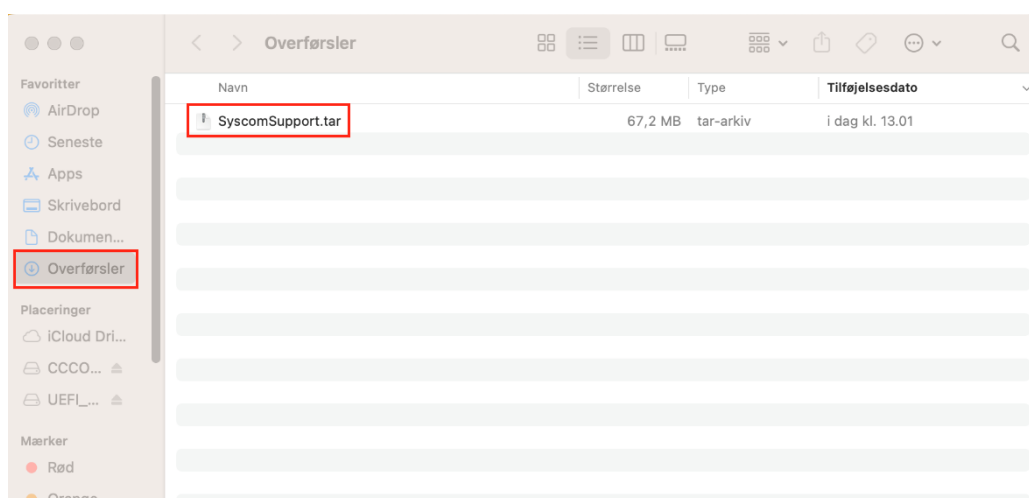 Overførsler
Favoritter
AirDrop
Seneste
Apps
Skrivebord
Dokumen...
Overførsler
Placeringer
iCloud Dri...
CCCO...
UEFI_...
Mærker
Rød
Orange
Navn Størrelse Type Tilføjelsesdato
SyscomSupport.tar 67,2 MB tar-arkiv i dag kl. 13.01